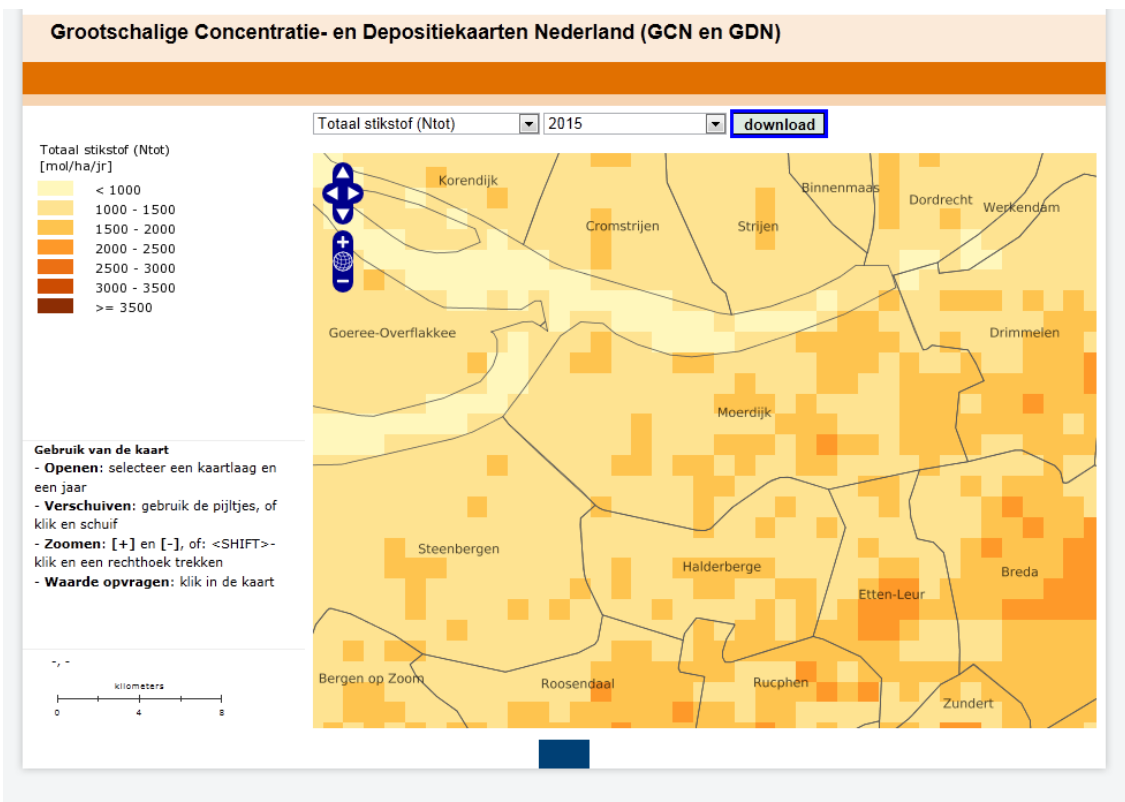 Grootschalige Concentratie- en Depositiekaarten Nederland (GCN en GDN)
Totaal stikstof (Ntot) 2015 download
Totaal stikstof (Ntot)
[mol/ha/jr]
< 1000
1000 - 1500
1500 - 2000
2000 - 2500
2500 - 3000
3000 - 3500
>= 3500
Gebruik van de kaart
- Openen: selecteer een kaartlaag en
een jaar
- Verschuiven: gebruik de pijltjes, of
klik en schuif
- Zoomen: [+] en [-], of: <SHIFT>-
klik en een rechthoek trekken
- Waarde opvragen: klik in de kaart
-, -
kilometers
0 4 8
Korendijk
Binnenmaas
Dordrecht
Werkendam
Cromstrijen
Strijen
Goeree-Overflakkee
Drimmelen
Moerdijk
Steenbergen
Halderberge
Breda
Etten-Leur
Bergen op Zoom
Roosendaal
Rucphen
Zundert